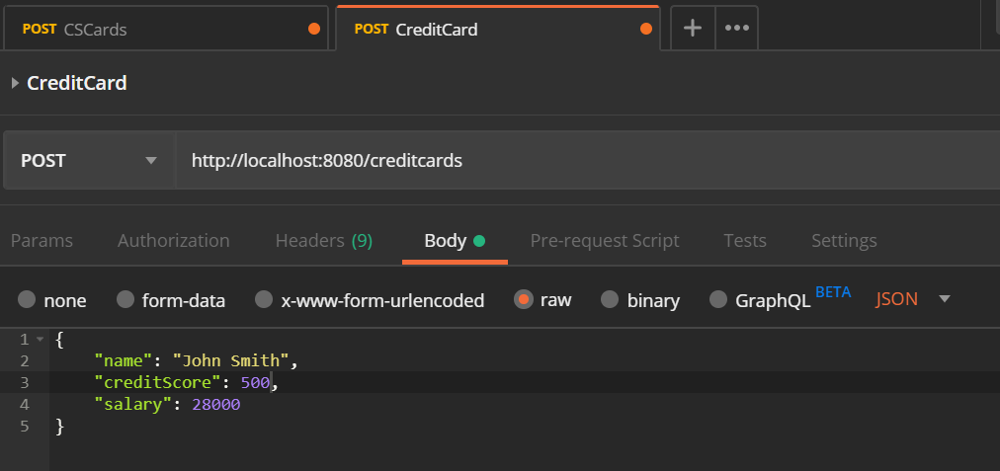 POST CSCards POST CreditCard + •••
CreditCard
POST http://localhost:8080/creditcards
Params Authorization Headers (9) Body Pre-request Script Tests Settings
none form-data x-www-form-urlencoded raw binary GraphQL BETA JSON
1 {
2 "name": "John Smith",
3 "creditScore": 500,
4 "salary": 28000
5 }